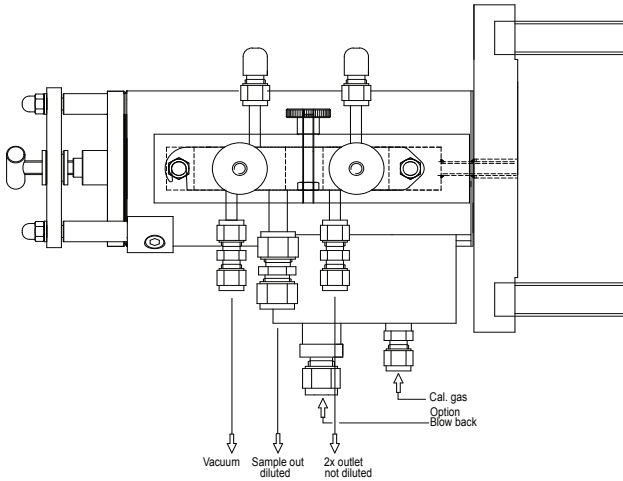 Cal. gas
Option
Blow back
Vacuum
Sample out
diluted
2x outlet
not diluted